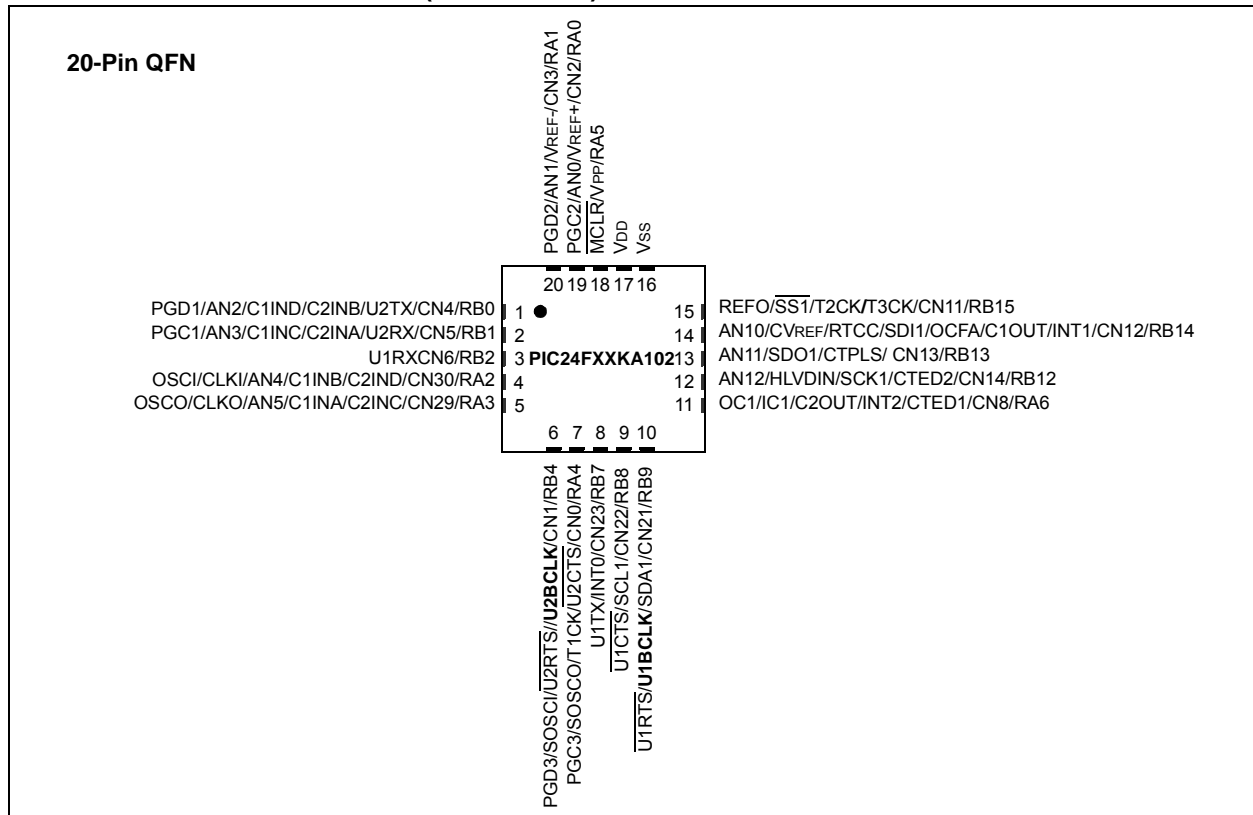 20-Pin QFN
PGD2/AN1/VREF-/CN3/RA1
PGC2/AN0/VREF+/CN2/RA0
MCLR/VPP/RA5
VDD
VSS
20 19 18 17 16
PGD1/AN2/C1IND/C2INB/U2TX/CN4/RB0 1
PGC1/AN3/C1INC/C2INA/U2RX/CN5/RB1 2
U1RXCN6/RB2 3
OSCI/CLKI/AN4/C1INB/C2IND/CN30/RA2 4
OSCO/CLKO/AN5/C1INA/C2INC/CN29/RA3 5
PIC24FXXKA102
15 REFO/SS1/T2CK/T3CK/CN11/RB15
14 AN10/CVREF/RTCC/SDI1/OCFA/C1OUT/INT1/CN12/RB14
13 AN11/SDO1/CTPLS/ CN13/RB13
12 AN12/HLVDIN/SCK1/CTED2/CN14/RB12
11 OC1/IC1/C2OUT/INT2/CTED1/CN8/RA6
6 7 8 9 10
PGD3/SOSCI/U2RTS//U2BCLK/CN1/RB4
PGC3/SOSCO/T1CK/U2CTS/CN0/RA4
U1TX/INT0/CN23/RB7
U1CTS/SCL1/CN22/RB8
U1RTS/U1BCLK/SDA1/CN21/RB9